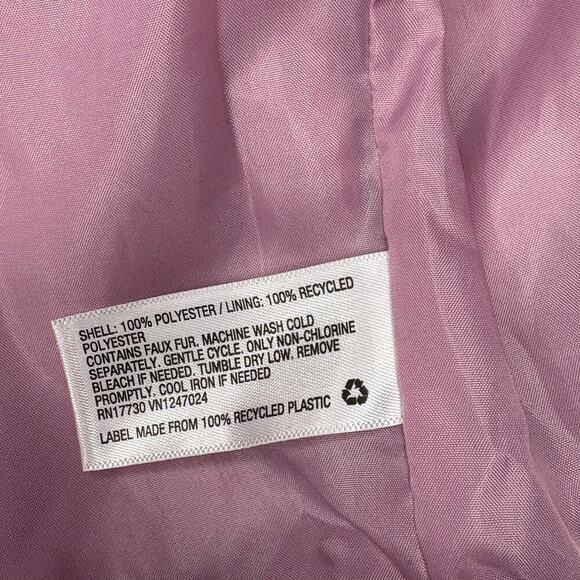 SHELL: 100% POLYESTER / LINING: 100% RECYCLED
POLYESTER
CONTAINS FAUX FUR. MACHINE WASH COLD
SEPARATELY. GENTLE CYCLE. ONLY NON-CHLORINE
BLEACH IF NEEDED. TUMBLE DRY LOW. REMOVE
PROMPTLY. COOL IRON IF NEEDED
RN17730 VN1247024
LABEL MADE FROM 100% RECYCLED PLASTIC